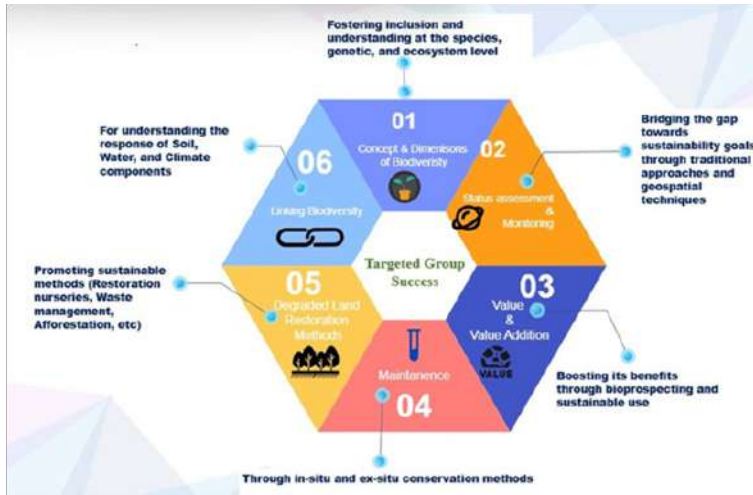 Fostering inclusion and
understanding at the species,
genetic, and ecosystem level
01
Concept & Dimenisons
of Biodiveristy
02
Status assessment
&
Monitoring
Bridging the gap
towards
sustainability goals
through traditional
approaches and
geospatial
techniques
03
Value
&
Value Addition
VALUE
Boosting its benefits
through bioprospecting and
sustainable use
Maintanence
04
Through in-situ and ex-situ conservation methods
05
Degraded Land
Restoration
Methods
Promoting sustainable
methods (Restoration
nurseries, Waste
management,
Afforestation, etc)
06
Linking Biodiversity
For understanding the
response of Soil,
Water, and Climate
components
Targeted Group
Success